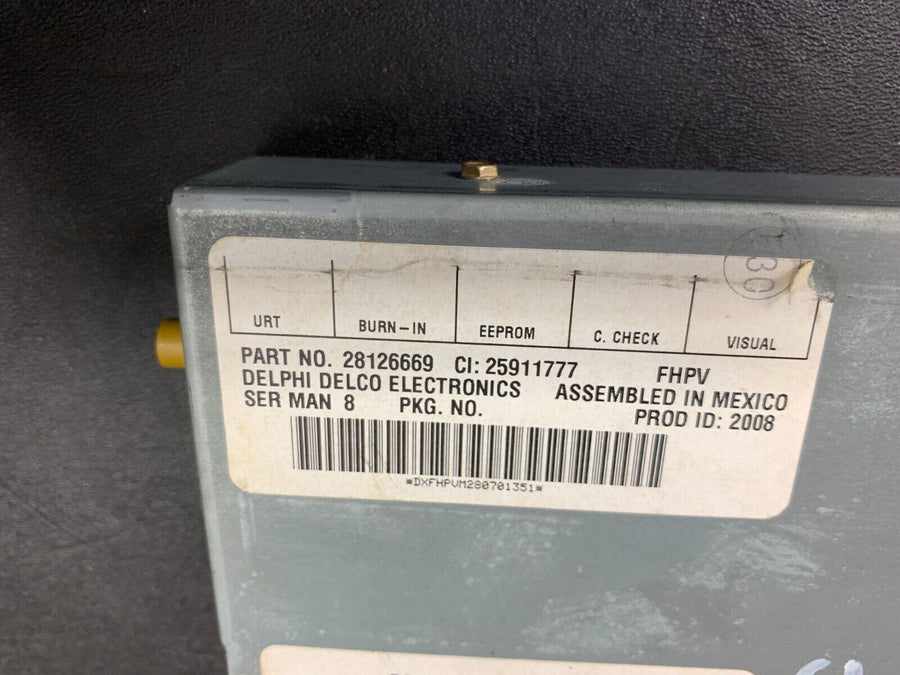 E30
URT BURN-IN EEPROM C. CHECK VISUAL
PART NO. 28126669 CI: 25911777 FHPV
DELPHI DELCO ELECTRONICS ASSEMBLED IN MEXICO
SER MAN 8 PKG. NO. PROD ID: 2008
*DXFHPVM280701351*